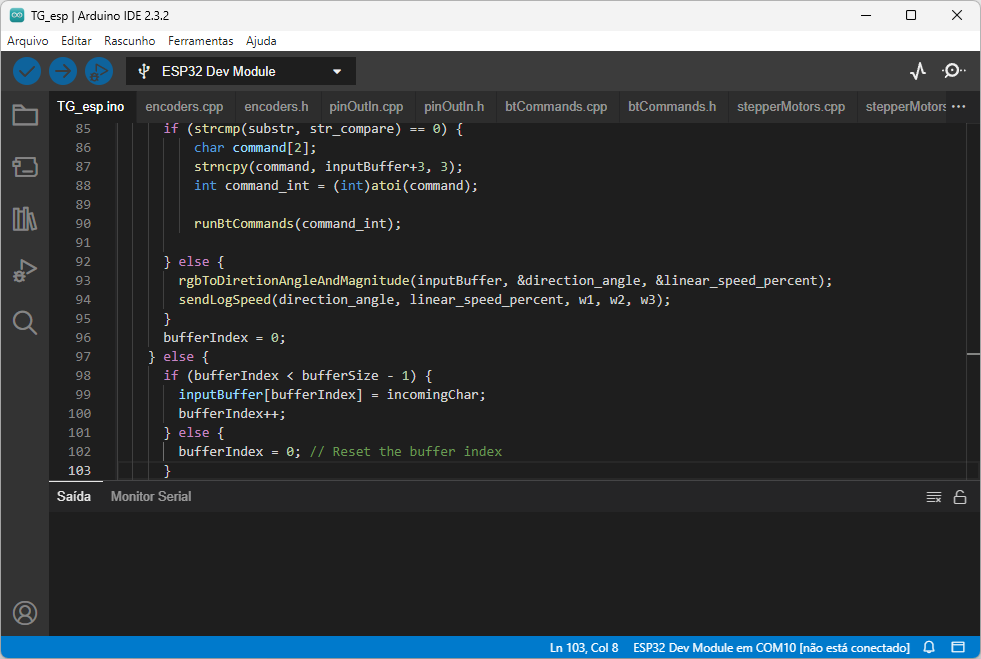 TG_esp | Arduino IDE 2.3.2
Arquivo Editar Rascunho Ferramentas Ajuda
ESP32 Dev Module
TG_esp.ino encoders.cpp encoders.h pinOutIn.cpp pinOutIn.h btCommands.cpp btCommands.h stepperMotors.cpp stepperMotors ...
85 if (strcmp(substr, str_compare) == 0) {
86 char command[2];
87 strncpy(command, inputBuffer+3, 3);
88 int command_int = (int)atoi(command);
89
90 runBtCommands(command_int);
91
92 } else {
93 rgbToDiretionAngleAndMagnitude(inputBuffer, &direction_angle, &linear_speed_percent);
94 sendLogSpeed(direction_angle, linear_speed_percent, w1, w2, w3);
95 }
96 bufferIndex = 0;
97 } else {
98 if (bufferIndex < bufferSize - 1) {
99 inputBuffer[bufferIndex] = incomingChar;
100 bufferIndex++;
101 } else {
102 bufferIndex = 0; // Reset the buffer index
103 }
Saída Monitor Serial
Ln 103, Col 8 ESP32 Dev Module em COM10 [não está conectado]